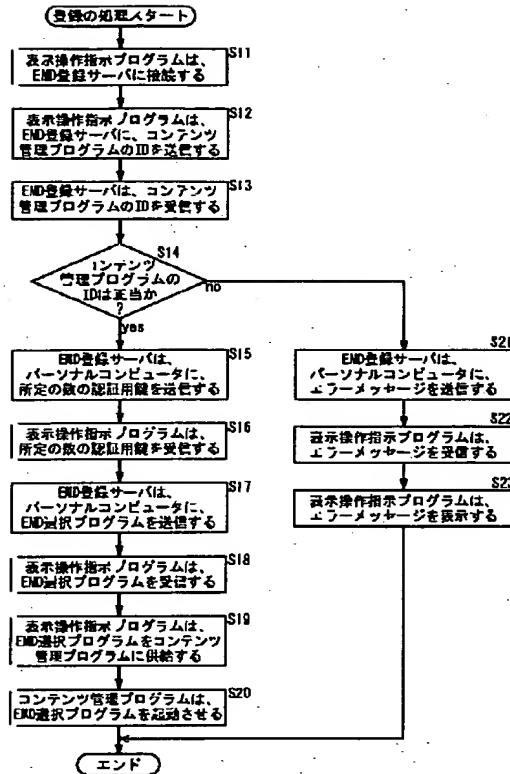 登録の処理スタート
S11
表示操作指示プログラムは、
EMD登録サーバに接続する
S12
表示操作指示プログラムは、
EMD登録サーバに、コンテンツ
管理プログラムのIDを送信する
S13
EMD登録サーバは、コンテンツ
管理プログラムのIDを受信する
S14
コンテンツ
管理プログラムの
IDは正当か
?
no
yes
S15
EMD登録サーバは、
パーソナルコンピュータに、
所定の数の認証用鍵を送信する
S16
表示操作指示プログラムは、
所定の数の認証用鍵を受信する
S17
EMD登録サーバは、
パーソナルコンピュータに、
EMD選択プログラムを送信する
S18
表示操作指示プログラムは、
EMD選択プログラムを受信する
S19
表示操作指示プログラムは、
EMD選択プログラムをコンテンツ
管理プログラムに供給する
S20
コンテンツ管理プログラムは、
EMD選択プログラムを起動させる
S21
EMD登録サーバは、
パーソナルコンピュータに、
エラーメッセージを送信する
S22
表示操作指示プログラムは、
エラーメッセージを受信する
S23
表示操作指示プログラムは、
エラーメッセージを表示する
エンド